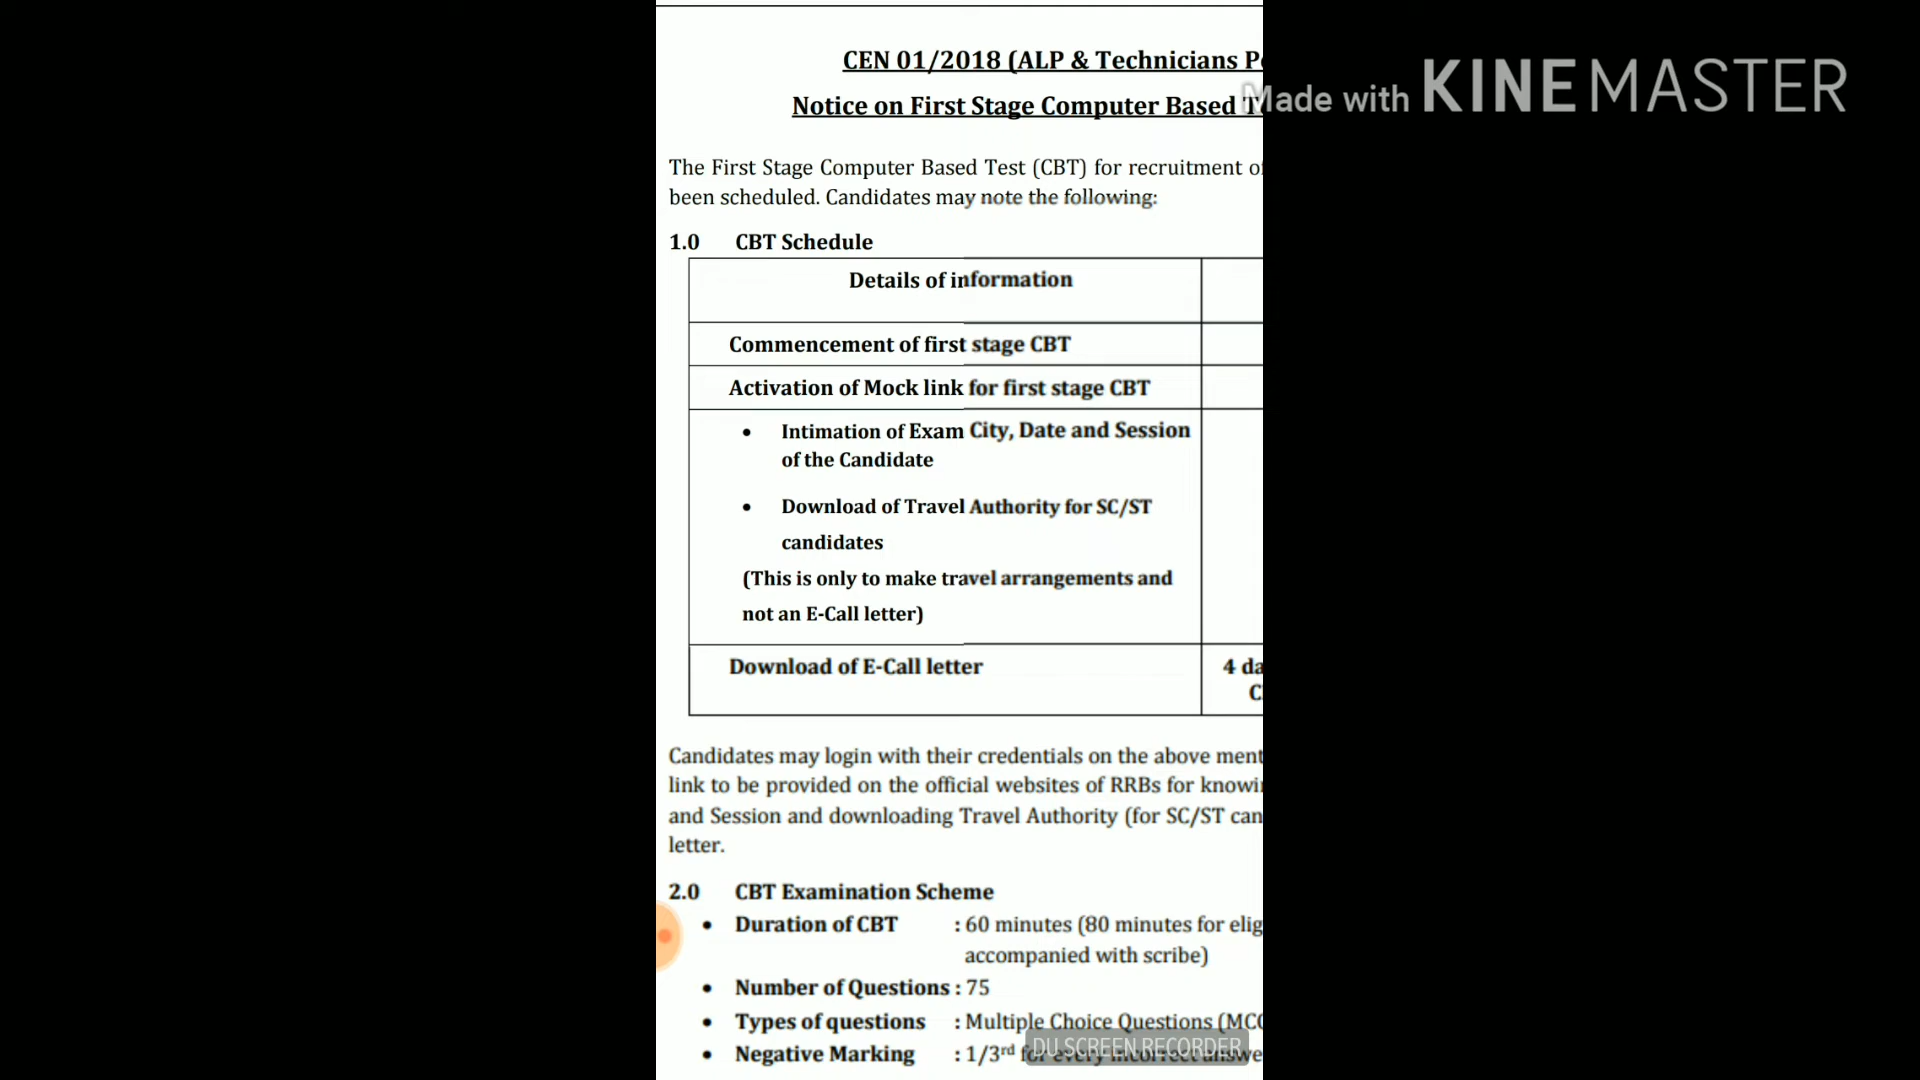 CEN 01/2018 (ALP & Technicians
Notice on First Stage Computer Based
Made with KINEMASTER
The First Stage Computer Based Test (CBT) for recruitment
been scheduled. Candidates may note the following:
1.0 CBT Schedule
Details of information
Commencement of first stage CBT
Activation of Mock link for first stage CBT
• Intimation of Exam City, Date and Session
of the Candidate
• Download of Travel Authority for SC/ST
candidates
(This is only to make travel arrangements and
not an E-Call letter)
Download of E-Call letter 4
Candidates may login with their credentials on the above
link to be provided on the official websites of RRBs for
and Session and downloading Travel Authority (for SC/ST
letter.
2.0 CBT Examination Scheme
• Duration of CBT : 60 minutes (80 minutes for
accompanied with scribe)
• Number of Questions : 75
• Types of questions : Multiple Choice Questions
• Negative Marking : 1/3rd for every incorrect
DU SCREEN RECORDER